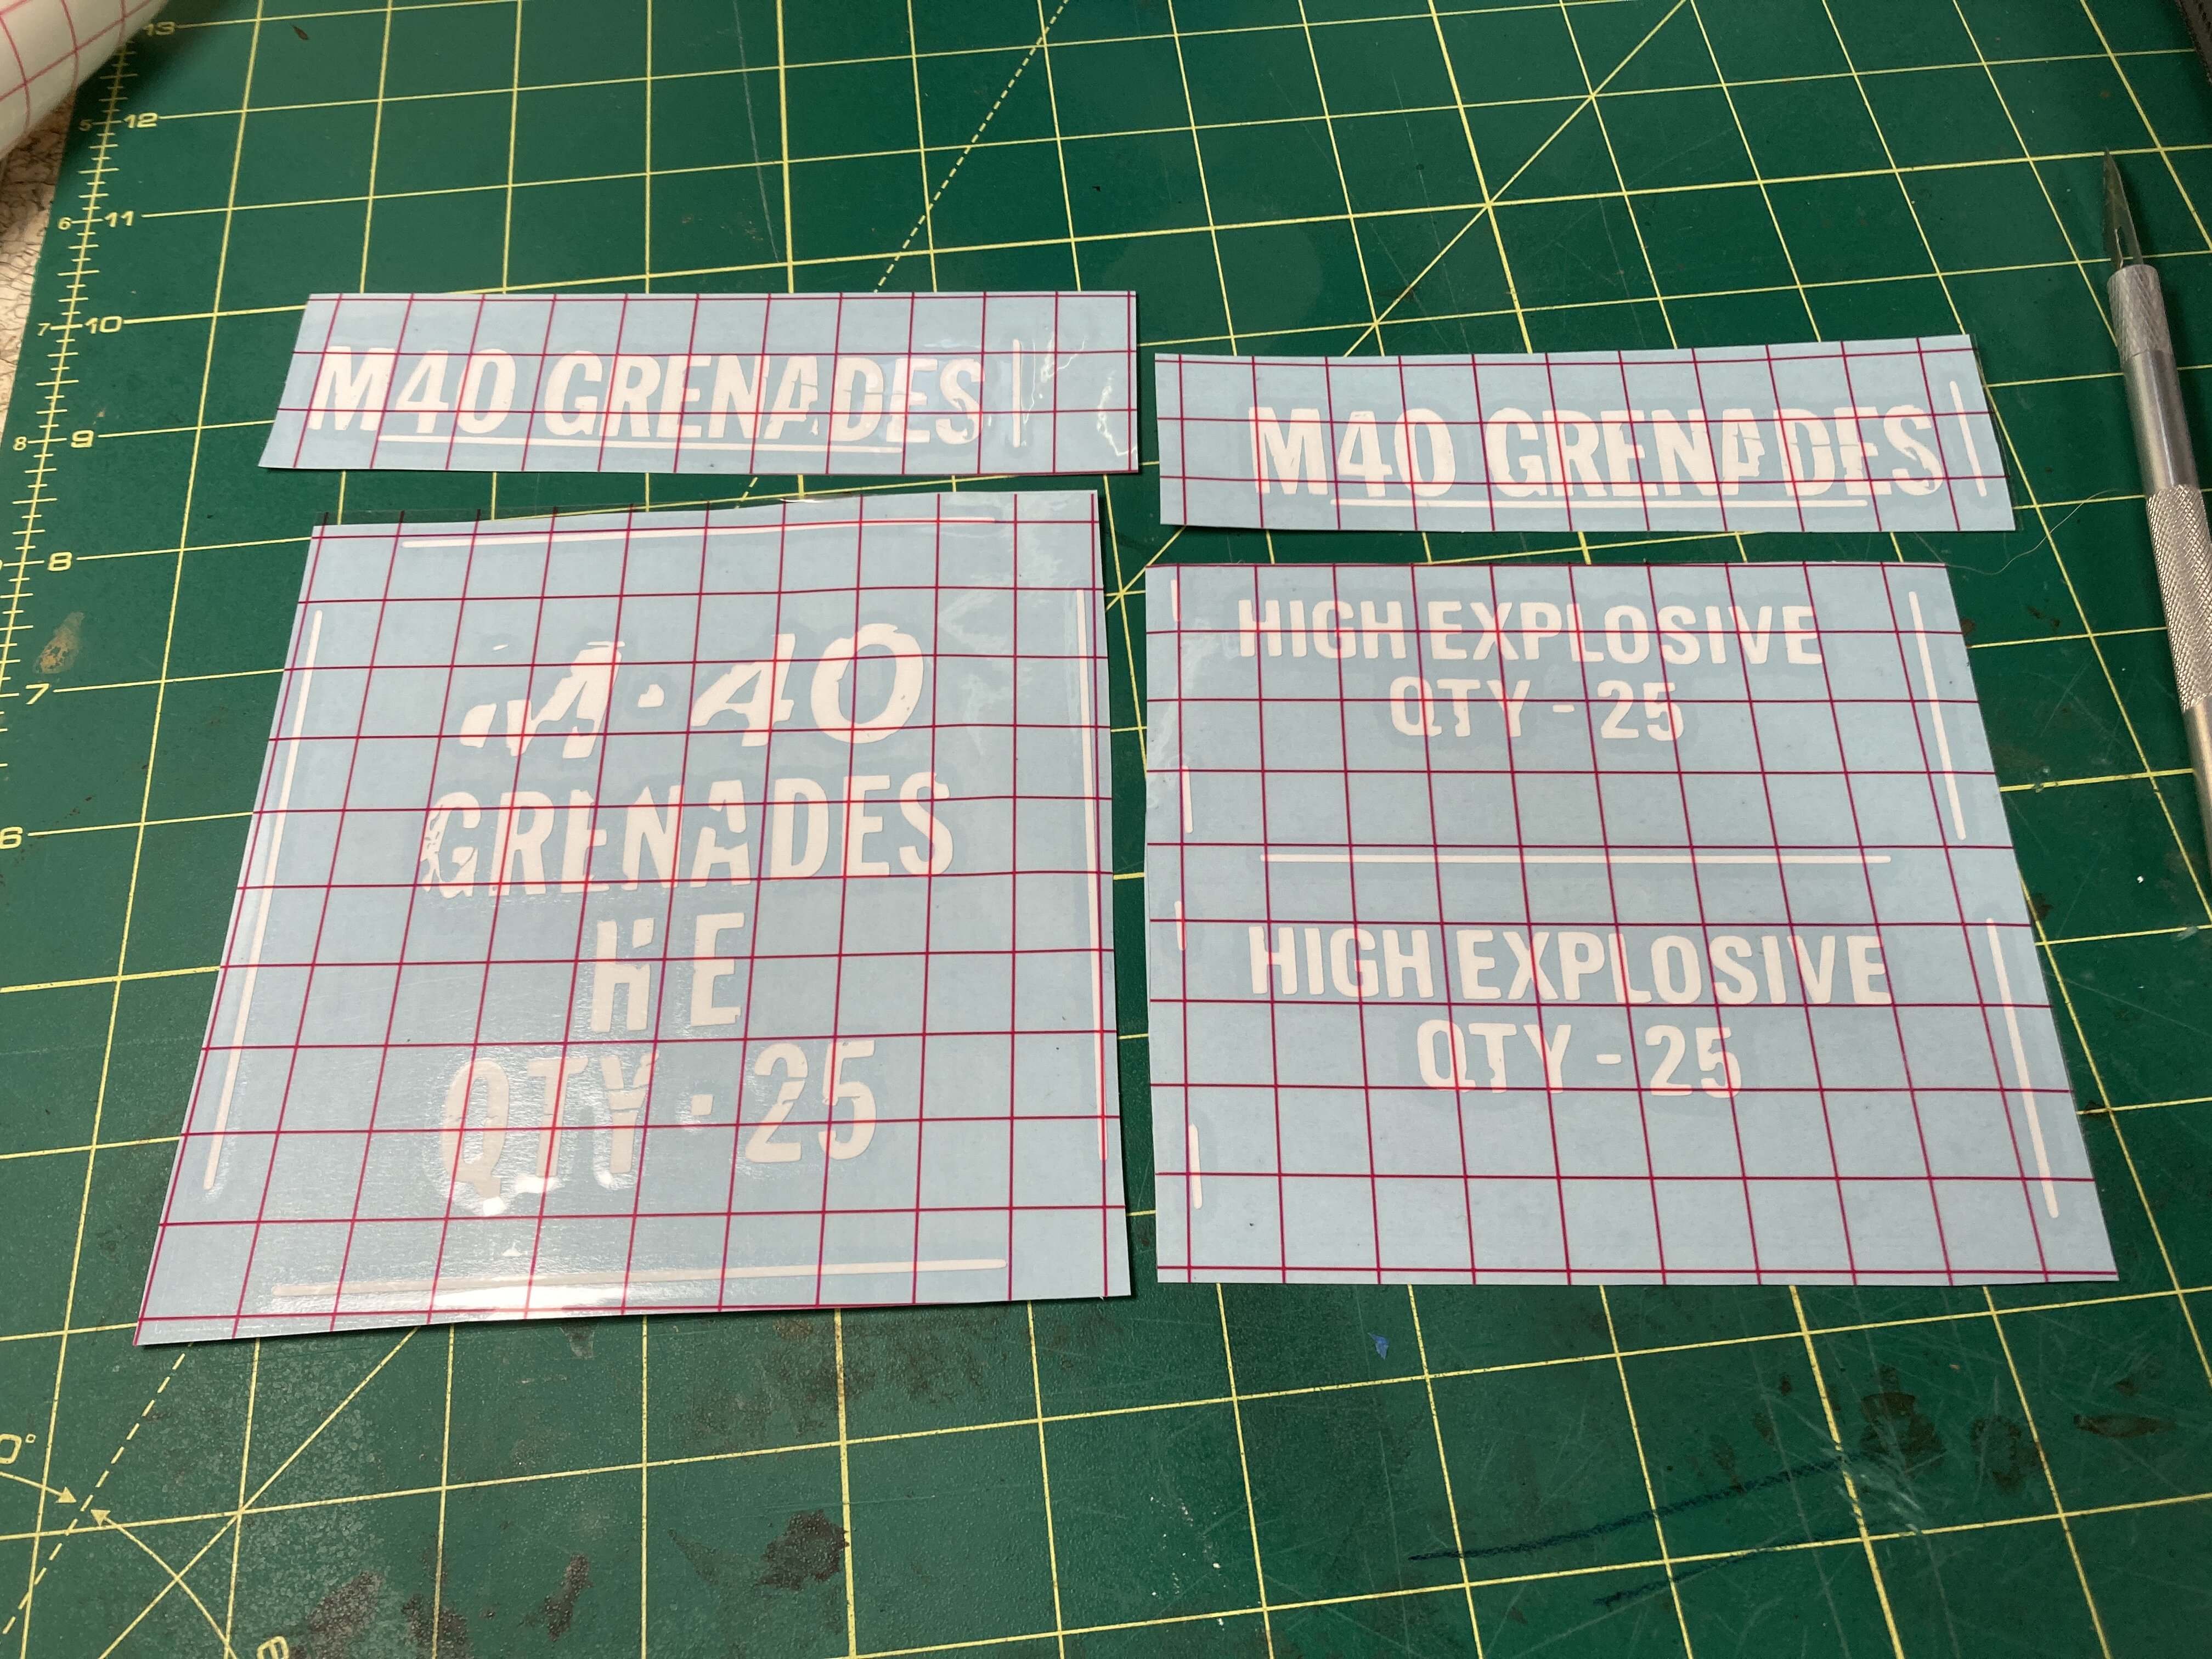 13
5 12
6 11
7 10
8 9
8
7
6
M40 GRENADES
M40 GRENADES
M·40
GRENADES
HE
QTY·25
HIGH EXPLOSIVE
QTY-25
HIGH EXPLOSIVE
QTY-25
0°